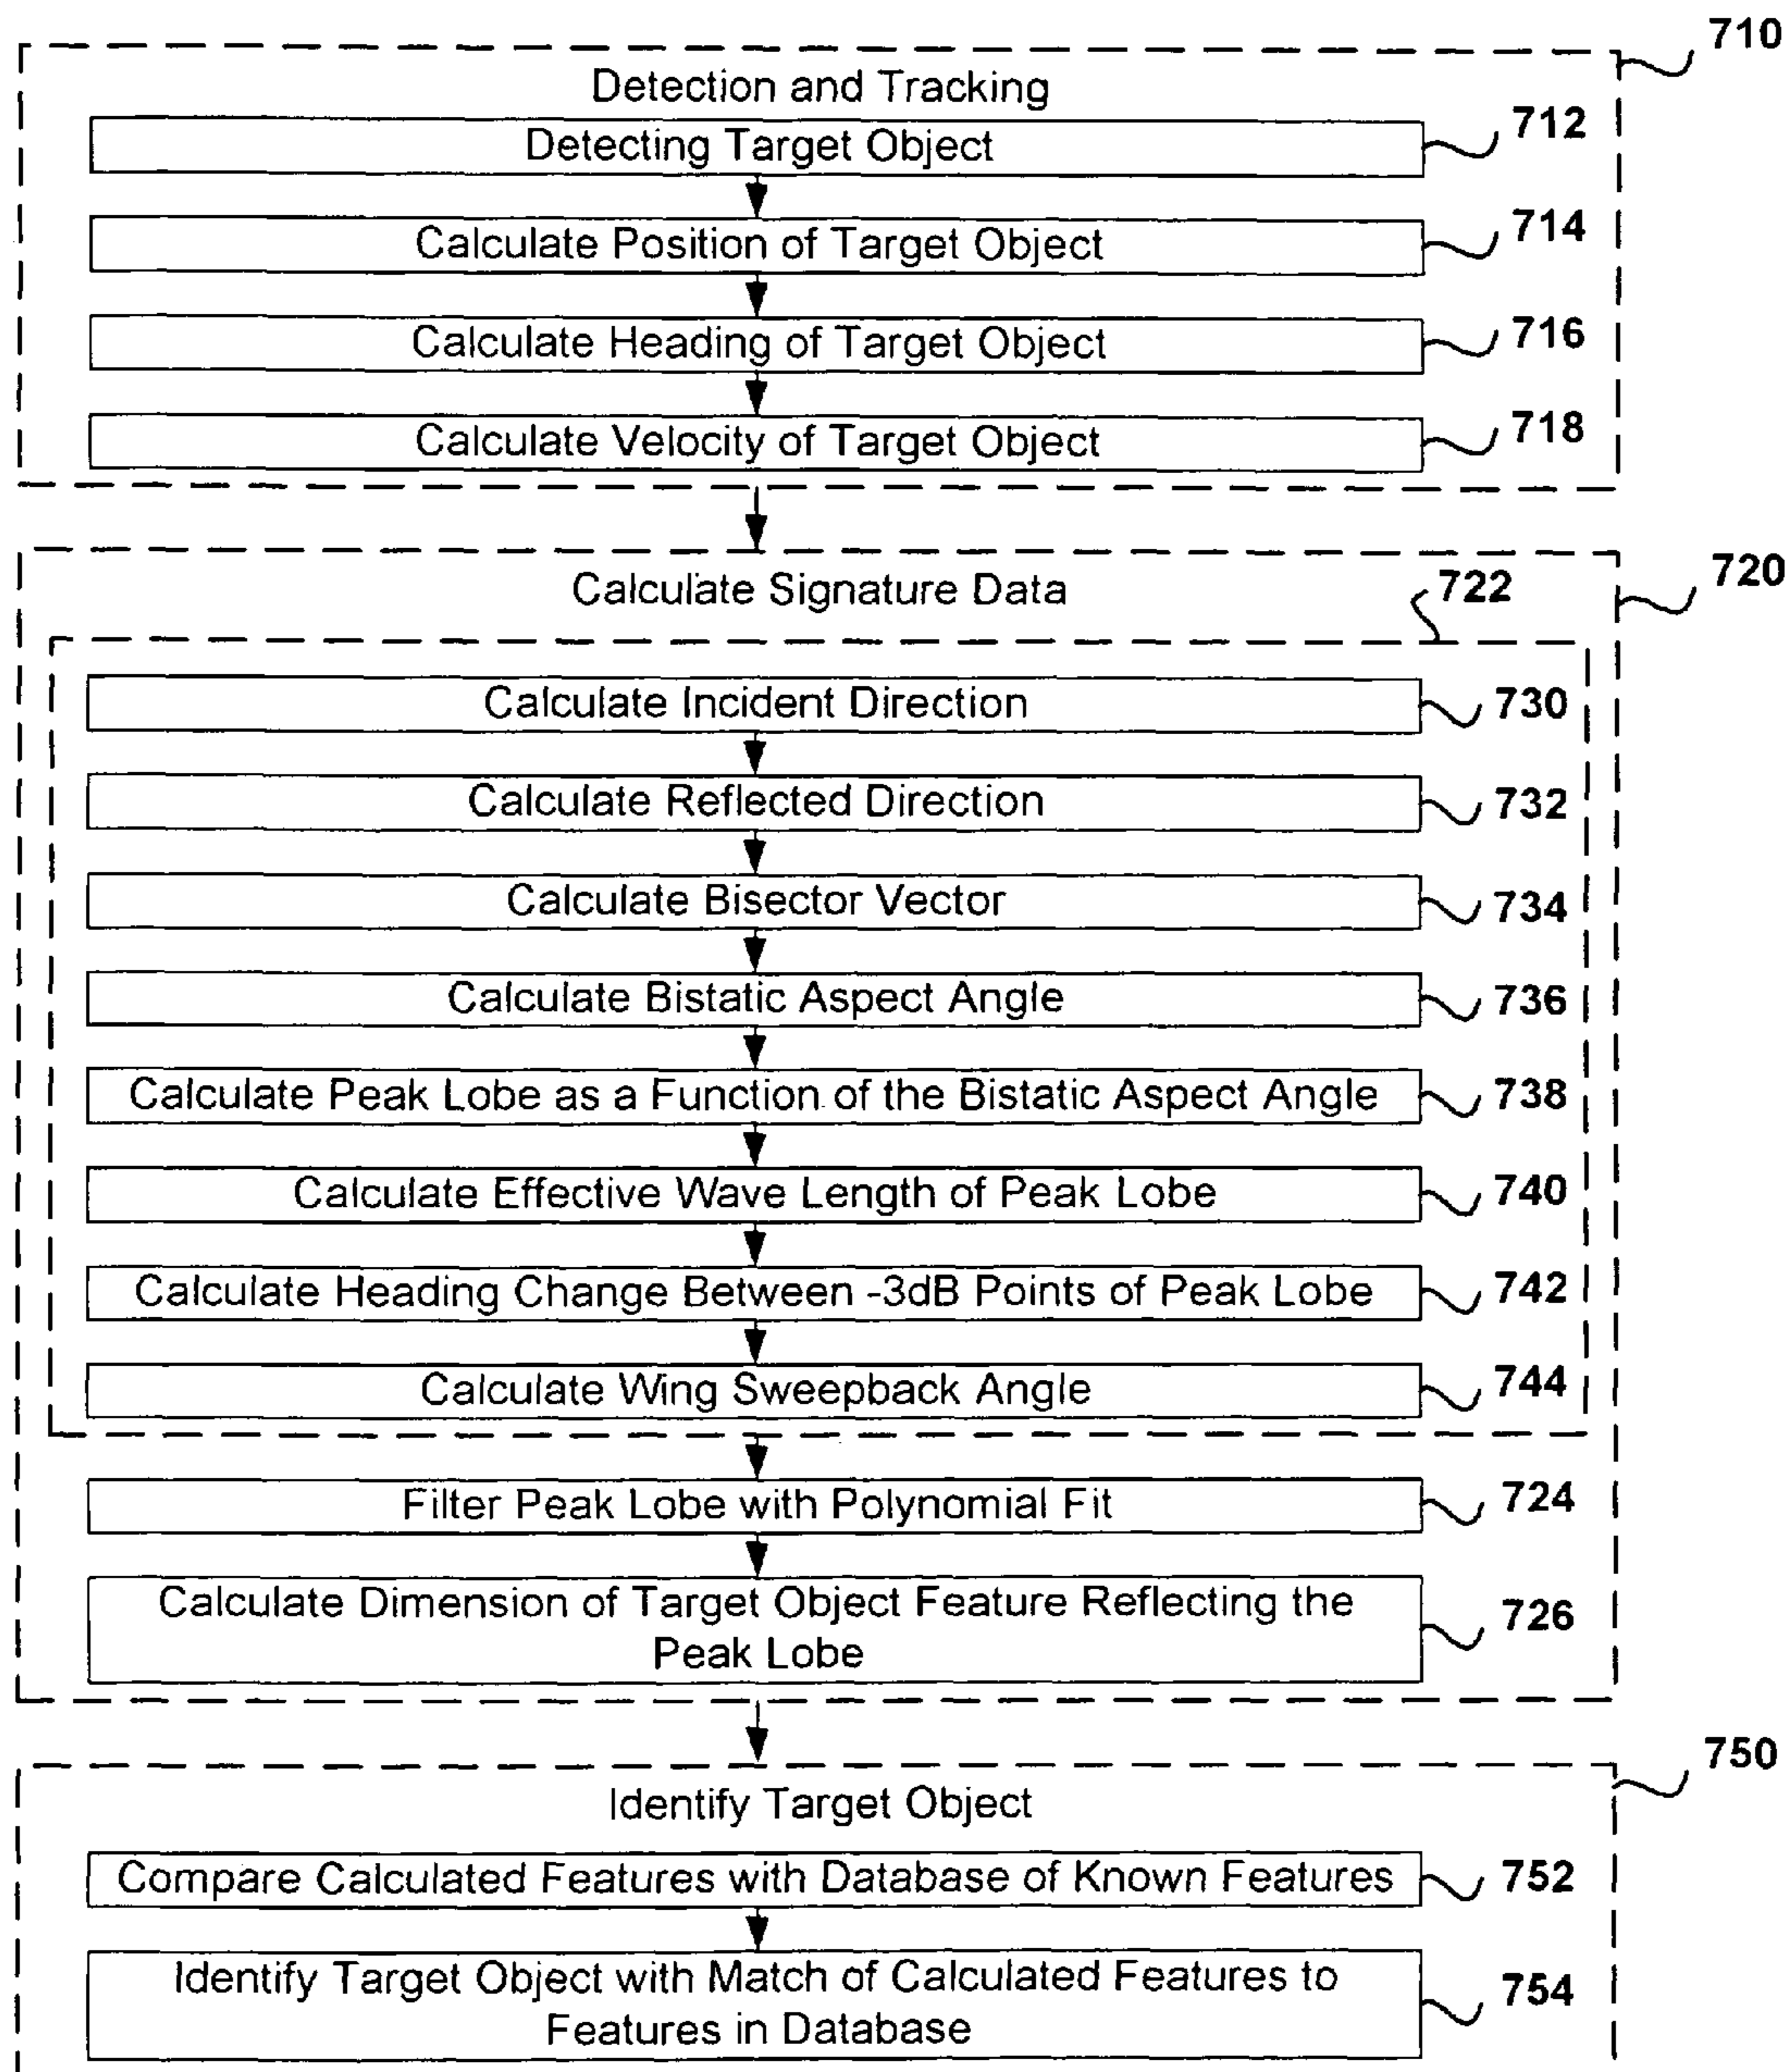 710
Detection and Tracking
Detecting Target Object
712
Calculate Position of Target Object
714
Calculate Heading of Target Object
716
Calculate Velocity of Target Object
718
720
Calculate Signature Data
722
Calculate Incident Direction
730
Calculate Reflected Direction
732
Calculate Bisector Vector
734
Calculate Bistatic Aspect Angle
736
Calculate Peak Lobe as a Function of the Bistatic Aspect Angle
738
Calculate Effective Wave Length of Peak Lobe
740
Calculate Heading Change Between -3dB Points of Peak Lobe
742
Calculate Wing Sweepback Angle
744
Filter Peak Lobe with Polynomial Fit
724
Calculate Dimension of Target Object Feature Reflecting the
Peak Lobe
726
750
Identify Target Object
Compare Calculated Features with Database of Known Features
752
Identify Target Object with Match of Calculated Features to
Features in Database
754